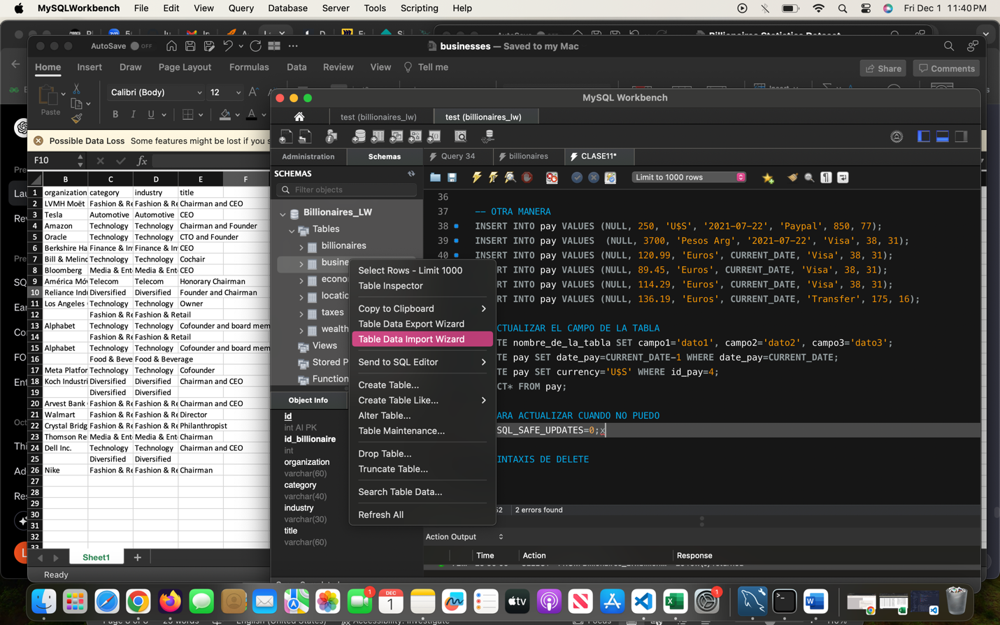 MySQLWorkbench File Edit View Query Database Server Tools Scripting Help Fri Dec 1 11:40 PM
AutoSave OFF businesses — Saved to my Mac
Home Insert Draw Page Layout Formulas Data Review View Tell me Share Comments
Paste Calibri (Body) 12
B I U
Possible Data Loss Some features might be lost if you s
F10 fx
B C D E F
1 organization category industry title
2 LVMH Moët Fashion & Re Fashion & Re Chairman and CEO
3 Tesla Automotive Automotive CEO
4 Amazon Technology Technology Chairman and Founder
5 Oracle Technology Technology CTO and Founder
6 Berkshire Ha Finance & In Finance & In CEO
7 Bill & Melinc Technology Technology Cochair
8 Bloomberg Media & Ent Media & Ent CEO
9 América Móv Telecom Telecom Honorary Chairman
10 Reliance Indu Diversified Diversified Founder and Chairman
11 Los Angeles Technology Technology Owner
12 Fashion & Re Fashion & Retail
13 Alphabet Technology Technology Cofounder and board mem
14 Fashion & Re Fashion & Retail
15 Alphabet Technology Technology Cofounder and board mem
16 Food & Beve Food & Beverage
17 Meta Platfor Technology Technology Cofounder
18 Koch Industri Diversified Diversified Chairman and CEO
19 Diversified Diversified
20 Arvest Bank Fashion & Re Fashion & Re Chairman and CEO
21 Walmart Fashion & Re Fashion & Re Director
22 Crystal Bridg Fashion & Re Fashion & Re Philanthropist
23 Thomson Re Media & Ent Media & Ent Chairman
24 Dell Inc. Technology Technology Chairman and CEO
25 Diversified Diversified
26 Nike Fashion & Re Fashion & Re Chairman
27
28
29
30
31
32
33
Sheet1
Ready
MySQL Workbench
test (billionaires_lw) test (billionaires_lw)
Administration Schemas Query 34 billionaires CLASE11*
SCHEMAS
Filter objects
Limit to 1000 rows
Billionaires_LW
Tables
billionaires
busine
econo
locatic
taxes
wealth
Views
Stored P
Function
Object Info
id
int AI PK
id_billionaire
int
organization
varchar(60)
category
varchar(40)
industry
varchar(30)
title
varchar(60)
Select Rows - Limit 1000
Table Inspector
Copy to Clipboard
Table Data Export Wizard
Table Data Import Wizard
Send to SQL Editor
Create Table...
Create Table Like...
Alter Table...
Table Maintenance...
Drop Table...
Truncate Table...
Search Table Data...
Refresh All
36
37 -- OTRA MANERA
38 INSERT INTO pay VALUES (NULL, 250, 'U$S', '2021-07-22', 'Paypal', 850, 77);
39 INSERT INTO pay VALUES (NULL, 3700, 'Pesos Arg', '2021-07-22', 'Visa', 38, 31);
40 INSERT INTO pay VALUES (NULL, 120.99, 'Euros', CURRENT_DATE, 'Visa', 38, 31);
RT INTO pay VALUES (NULL, 89.45, 'Euros', CURRENT_DATE, 'Visa', 38, 31);
RT INTO pay VALUES (NULL, 114.29, 'Euros', CURRENT_DATE, 'Visa', 38, 31);
RT INTO pay VALUES (NULL, 136.19, 'Euros', CURRENT_DATE, 'Transfer', 175, 16);
CTUALIZAR EL CAMPO DE LA TABLA
TE nombre_de_la_tabla SET campo1='dato1', campo2='dato2', campo3='dato3';
TE pay SET date_pay=CURRENT_DATE-1 WHERE date_pay=CURRENT_DATE;
TE pay SET currency='U$S' WHERE id_pay=4;
CT* FROM pay;
ARA ACTUALIZAR CUANDO NO PUEDO
SQL_SAFE_UPDATES=0;x
INTAXIS DE DELETE
52 2 errors found
Action Output
Time Action Response
DEC
1
tv
1
1